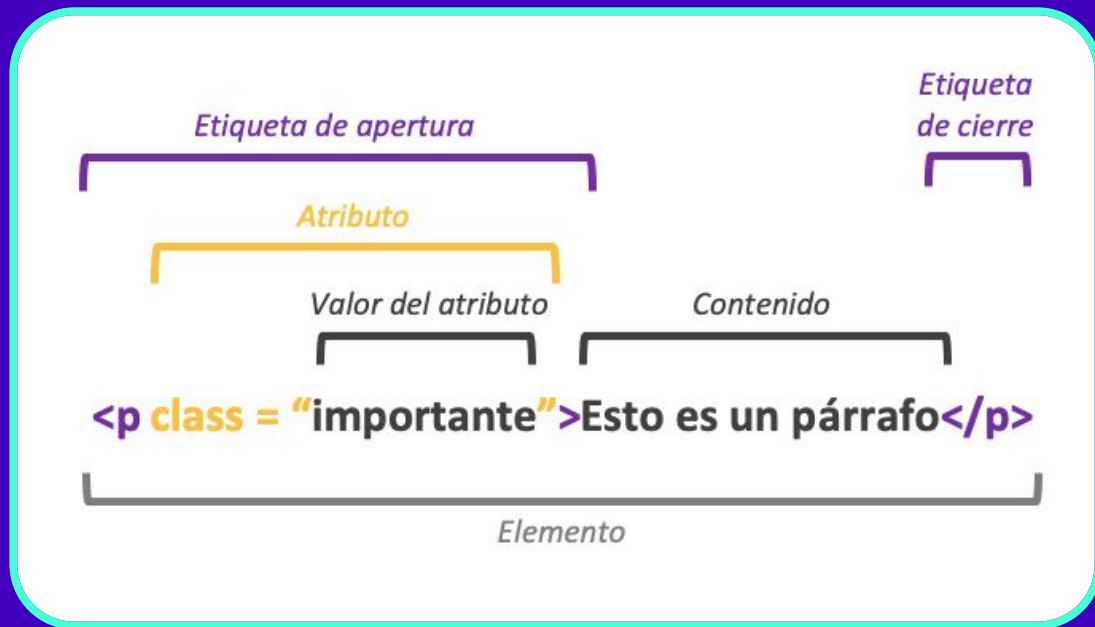 Etiqueta
de cierre
Etiqueta de apertura
Atributo
Valor del atributo
Contenido
<p class = “importante”>Esto es un párrafo</p>
Elemento